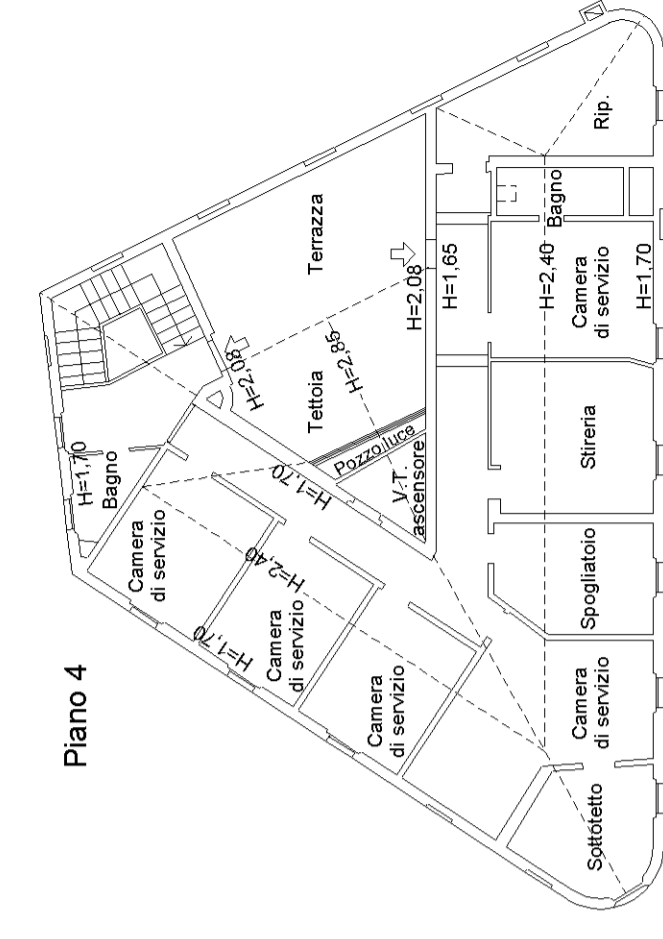 Piano 4
H=1,70
Bagno
Camera
di servizio
H=1,70
H=2,40
Camera
di servizio
H=1,70
Camera
di servizio
Sottotetto
Camera
di servizio
Spogliatoio
Stireria
Camera
di servizio
Bagno
Rip.
H=2,40
H=1,70
H=1,65
H=2,08
Terrazza
Tettoia
H=2,85
H=2,08
Pozzo luce
V.T.
ascensore